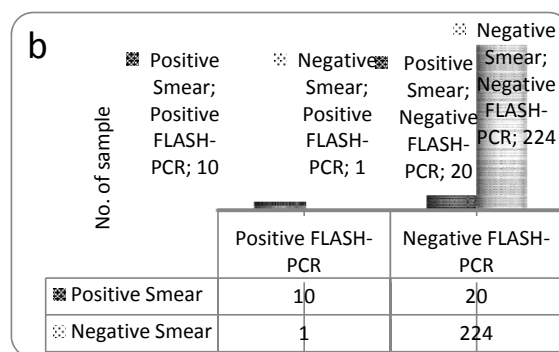 b
No. of sample
Positive Smear; Positive FLASH-PCR; 10
Negative Smear; Positive FLASH-PCR; 1
Positive Smear; Negative FLASH-PCR; 20
Negative Smear; Negative FLASH-PCR; 224
Positive FLASH-PCR Negative FLASH-PCR
Positive Smear 10 20
Negative Smear 1 224